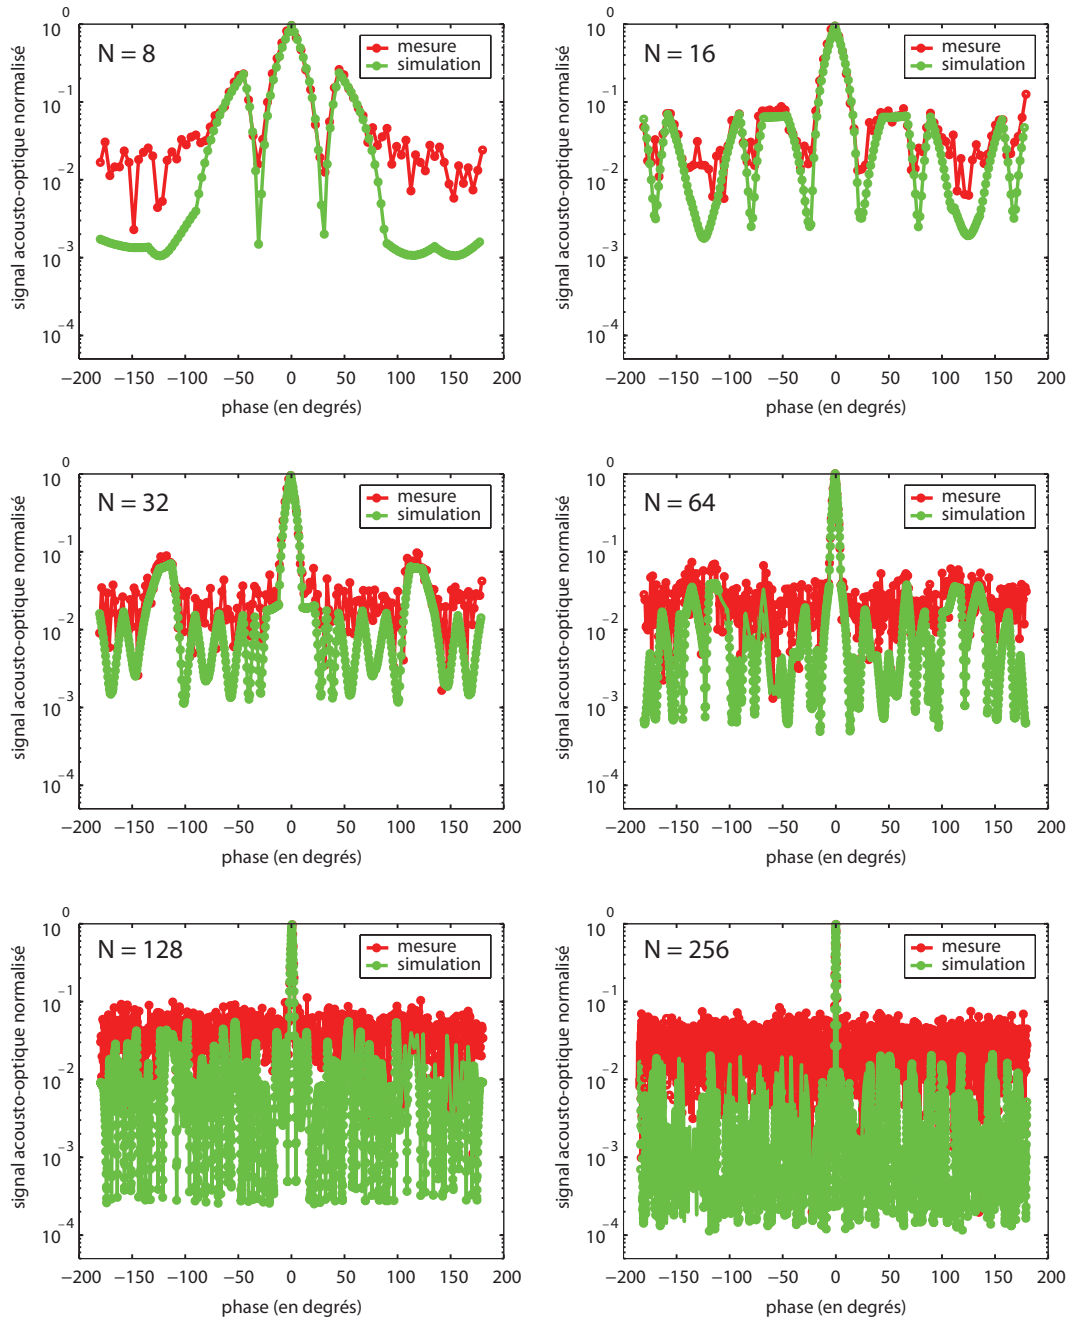 N = 8
mesure
simulation
10^0
10^-1
10^-2
10^-3
10^-4
signal acousto-optique normalisé
−200 −150 −100 −50 0 50 100 150 200
phase (en degrés)
N = 16
mesure
simulation
10^0
10^-1
10^-2
10^-3
10^-4
signal acousto-optique normalisé
−200 −150 −100 −50 0 50 100 150 200
phase (en degrés)
N = 32
mesure
simulation
10^0
10^-1
10^-2
10^-3
10^-4
signal acousto-optique normalisé
−200 −150 −100 −50 0 50 100 150 200
phase (en degrés)
N = 64
mesure
simulation
10^0
10^-1
10^-2
10^-3
10^-4
signal acousto-optique normalisé
−200 −150 −100 −50 0 50 100 150 200
phase (en degrés)
N = 128
mesure
simulation
10^0
10^-1
10^-2
10^-3
10^-4
signal acousto-optique normalisé
−200 −150 −100 −50 0 50 100 150 200
phase (en degrés)
N = 256
mesure
simulation
10^0
10^-1
10^-2
10^-3
10^-4
signal acousto-optique normalisé
−200 −150 −100 −50 0 50 100 150 200
phase (en degrés)